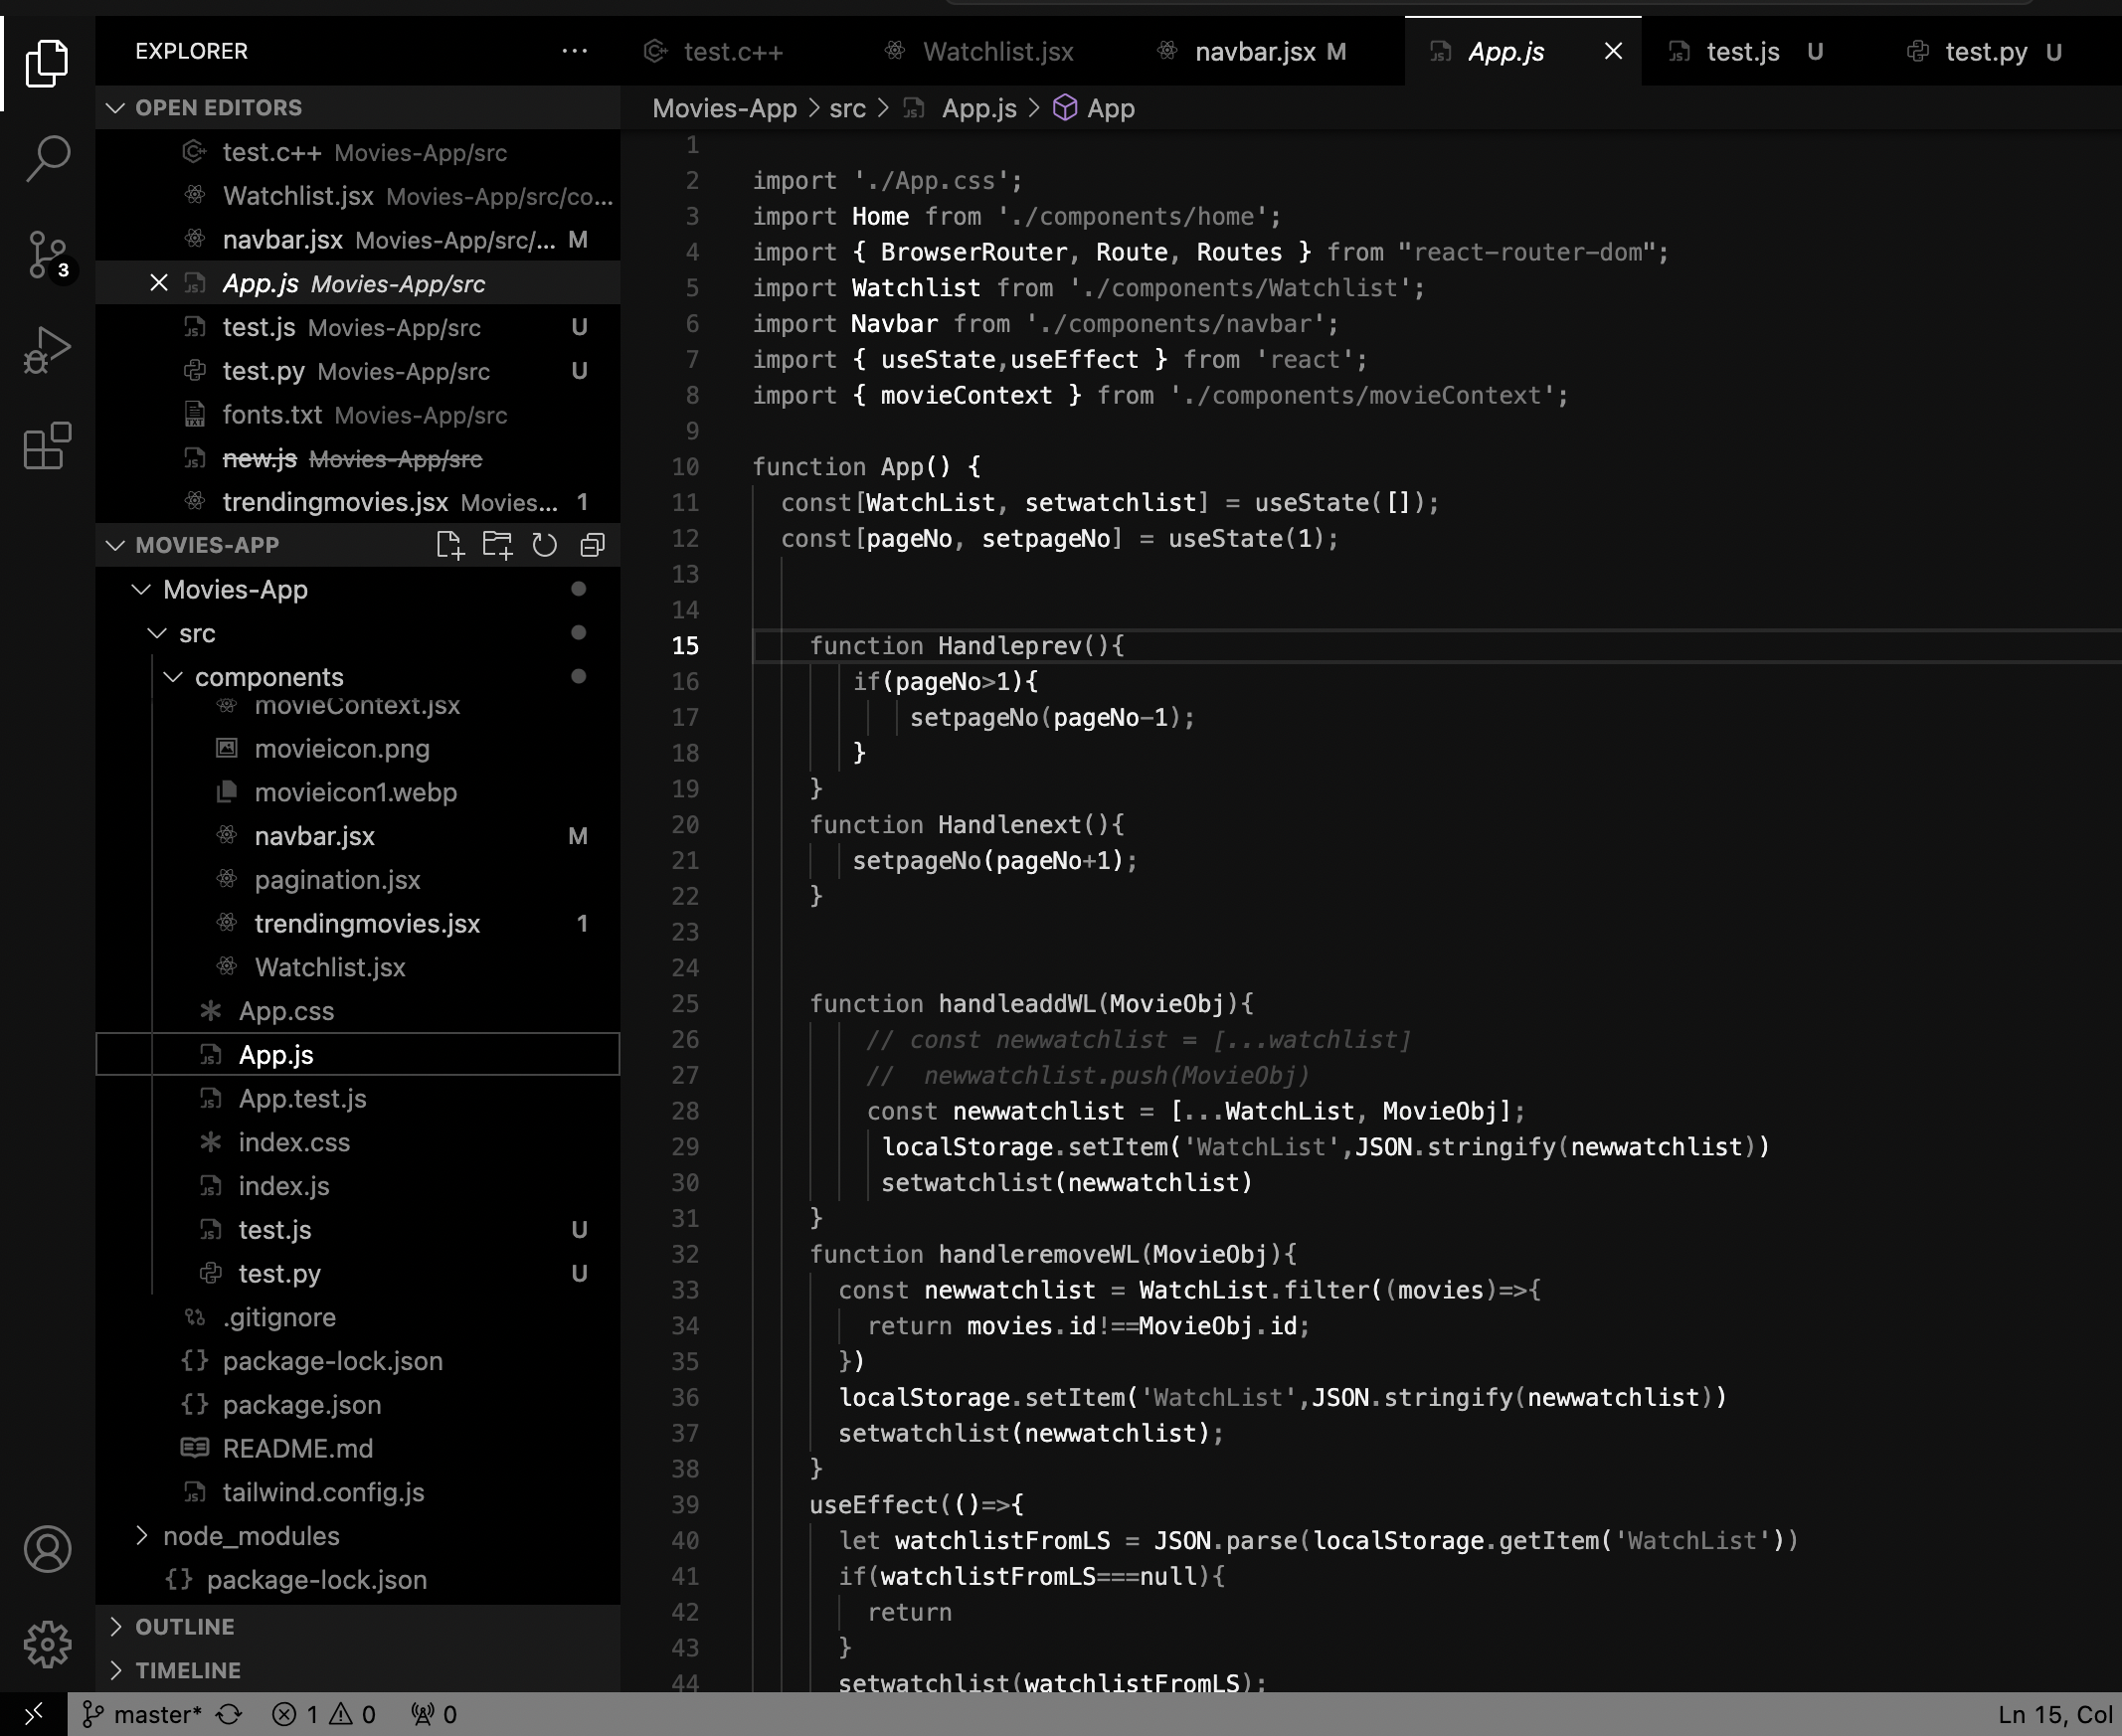 EXPLORER
OPEN EDITORS
test.c++ Movies-App/src
Watchlist.jsx Movies-App/src/co...
navbar.jsx Movies-App/src/... M
App.js Movies-App/src
test.js Movies-App/src U
test.py Movies-App/src U
fonts.txt Movies-App/src
new.js Movies-App/src
trendingmovies.jsx Movies... 1
MOVIES-APP
Movies-App
src
components
movieContext.jsx
movieicon.png
movieicon1.webp
navbar.jsx M
pagination.jsx
trendingmovies.jsx 1
Watchlist.jsx
App.css
App.js
App.test.js
index.css
index.js
test.js U
test.py U
.gitignore
package-lock.json
package.json
README.md
tailwind.config.js
node_modules
package-lock.json
OUTLINE
TIMELINE
3
test.c++ Watchlist.jsx navbar.jsx M App.js test.js U test.py U
Movies-App > src > App.js > App
1
2 import './App.css';
3 import Home from './components/home';
4 import { BrowserRouter, Route, Routes } from "react-router-dom";
5 import Watchlist from './components/Watchlist';
6 import Navbar from './components/navbar';
7 import { useState,useEffect } from 'react';
8 import { movieContext } from './components/movieContext';
9
10 function App() {
11 const[WatchList, setwatchlist] = useState([]);
12 const[pageNo, setpageNo] = useState(1);
13
14
15 function Handleprev(){
16 if(pageNo>1){
17 setpageNo(pageNo-1);
18 }
19 }
20 function Handlenext(){
21 setpageNo(pageNo+1);
22 }
23
24
25 function handleaddWL(MovieObj){
26 // const newwatchlist = [...watchlist]
27 //  newwatchlist.push(MovieObj)
28 const newwatchlist = [...WatchList, MovieObj];
29 localStorage.setItem('WatchList',JSON.stringify(newwatchlist))
30 setwatchlist(newwatchlist)
31 }
32 function handleremoveWL(MovieObj){
33 const newwatchlist = WatchList.filter((movies)=>{
34 return movies.id!==MovieObj.id;
35 })
36 localStorage.setItem('WatchList',JSON.stringify(newwatchlist))
37 setwatchlist(newwatchlist);
38 }
39 useEffect(()=>{
40 let watchlistFromLS = JSON.parse(localStorage.getItem('WatchList'))
41 if(watchlistFromLS===null){
42 return
43 }
44 setwatchlist(watchlistFromLS);
master* 1 0 0 Ln 15, Col